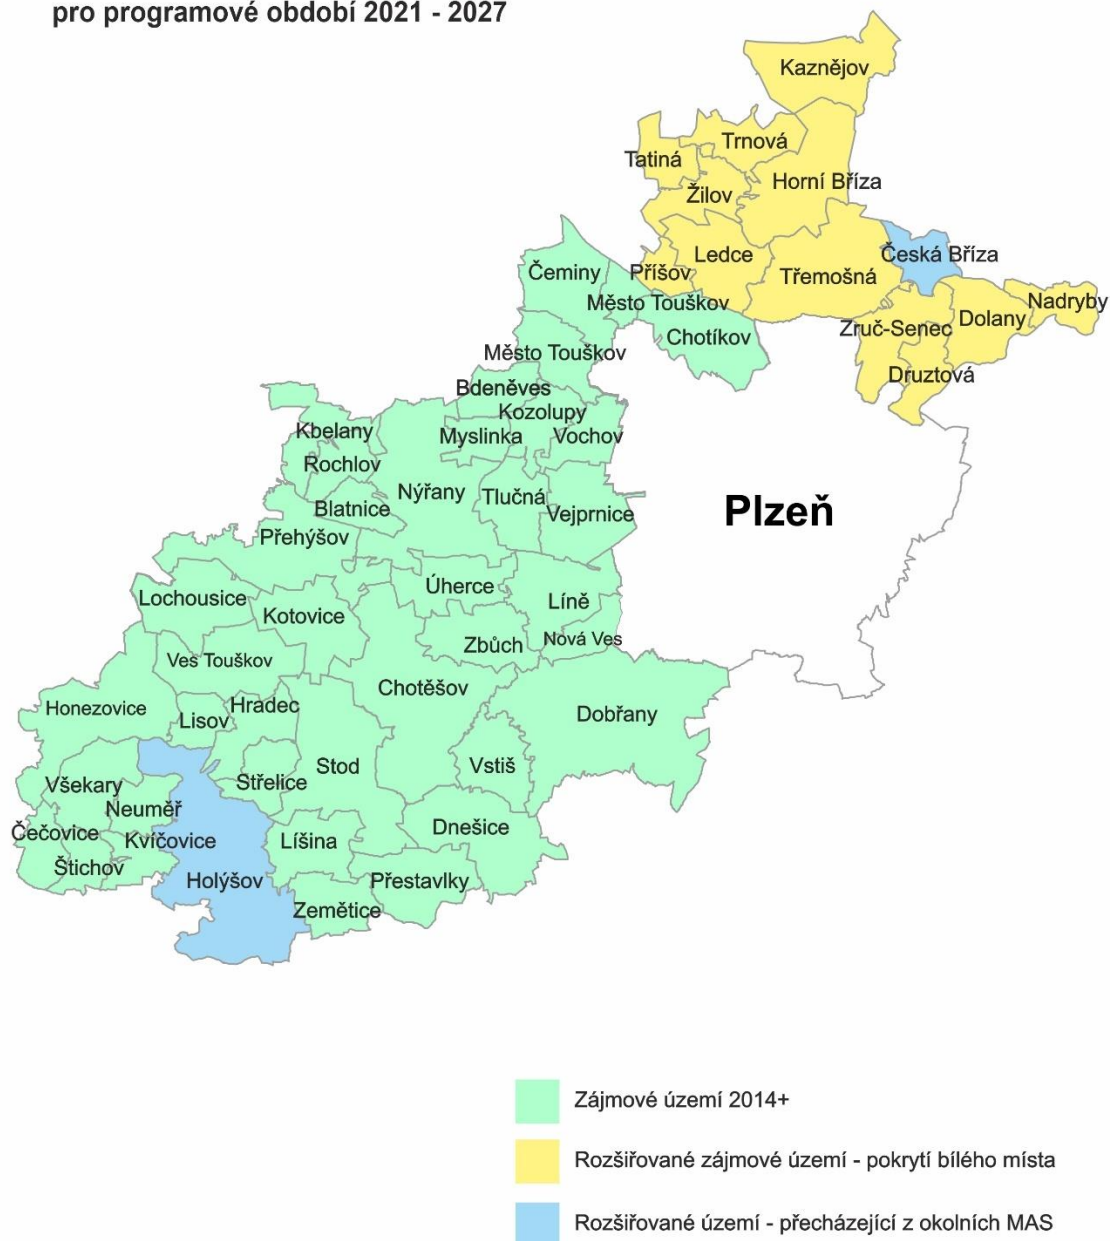 pro programové období 2021 - 2027
Kaznějov
Trnová
Tatiná
Horní Bříza
Žilov
Česká Bříza
Ledce
Příšov
Třemošná
Čeminy
Nadryby
Město Touškov
Dolany
Zruč-Senec
Chotíkov
Město Touškov
Druztová
Bdeněves
Kozolupy
Kbelany
Myslinka
Vochov
Rochlov
Nýřany
Tlučná
Blatnice
Vejprnice
Plzeň
Přehýšov
Úherce
Lochousice
Líně
Kotovice
Zbůch
Nová Ves
Ves Touškov
Chotěšov
Honezovice
Hradec
Lisov
Dobřany
Stod
Vstiš
Všekary
Střelice
Neuměř
Čečovice
Kvíčovice
Líšina
Dnešice
Štichov
Holýšov
Přestavlky
Zemětice
Zájmové území 2014+
Rozšiřované zájmové území - pokrytí bílého místa
Rozšiřované území - přecházející z okolních MAS